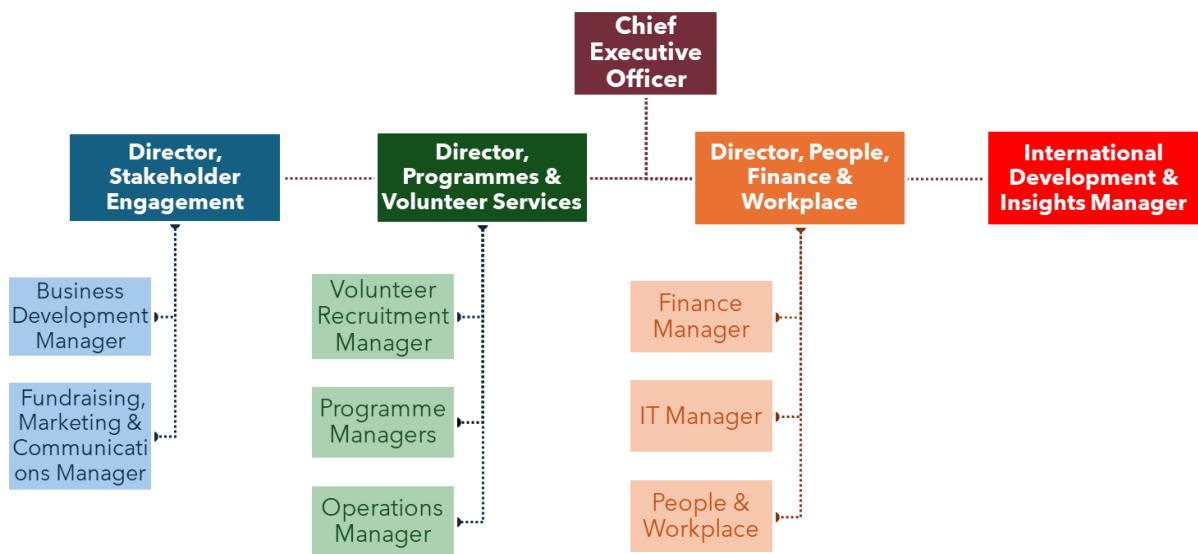 Chief
Executive
Officer
Director,
Stakeholder
Engagement
Director,
Programmes &
Volunteer Services
Director, People,
Finance &
Workplace
International
Development &
Insights Manager
Business
Development
Manager
Fundraising,
Marketing &
Communicati
ons Manager
Volunteer
Recruitment
Manager
Programme
Managers
Operations
Manager
Finance
Manager
IT Manager
People &
Workplace